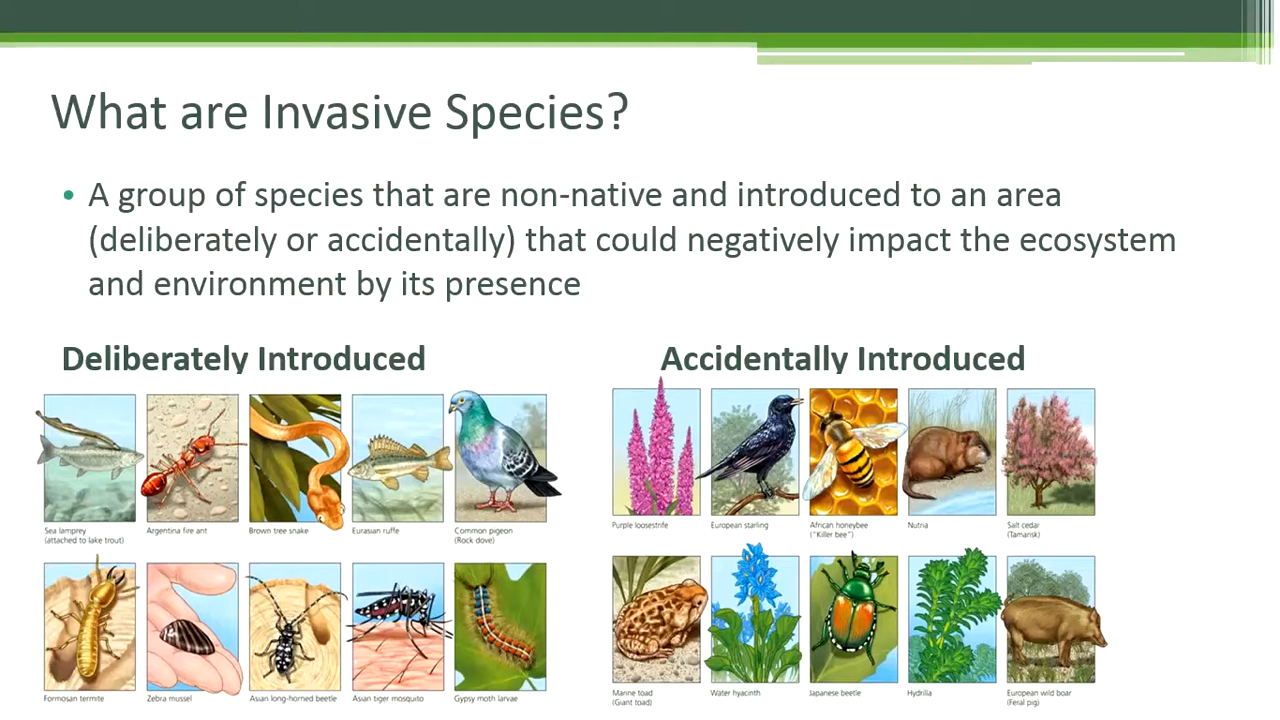 What are Invasive Species?
• A group of species that are non-native and introduced to an area
(deliberately or accidentally) that could negatively impact the ecosystem
and environment by its presence
Deliberately Introduced
Sea lamprey
(attached to lake trout)
Argentina fire ant
Brown tree snake
Eurasian ruffe
Common pigeon
(Rock dove)
Formosan termite
Zebra mussel
Asian long-horned beetle
Asian tiger mosquito
Gypsy moth larvae
Accidentally Introduced
Purple loosestrife
European starling
African honeybee
("Killer bee")
Nutria
Salt cedar
(Tamarisk)
Marine toad
(Giant toad)
Water hyacinth
Japanese beetle
Hydrilla
European wild boar
(Feral pig)